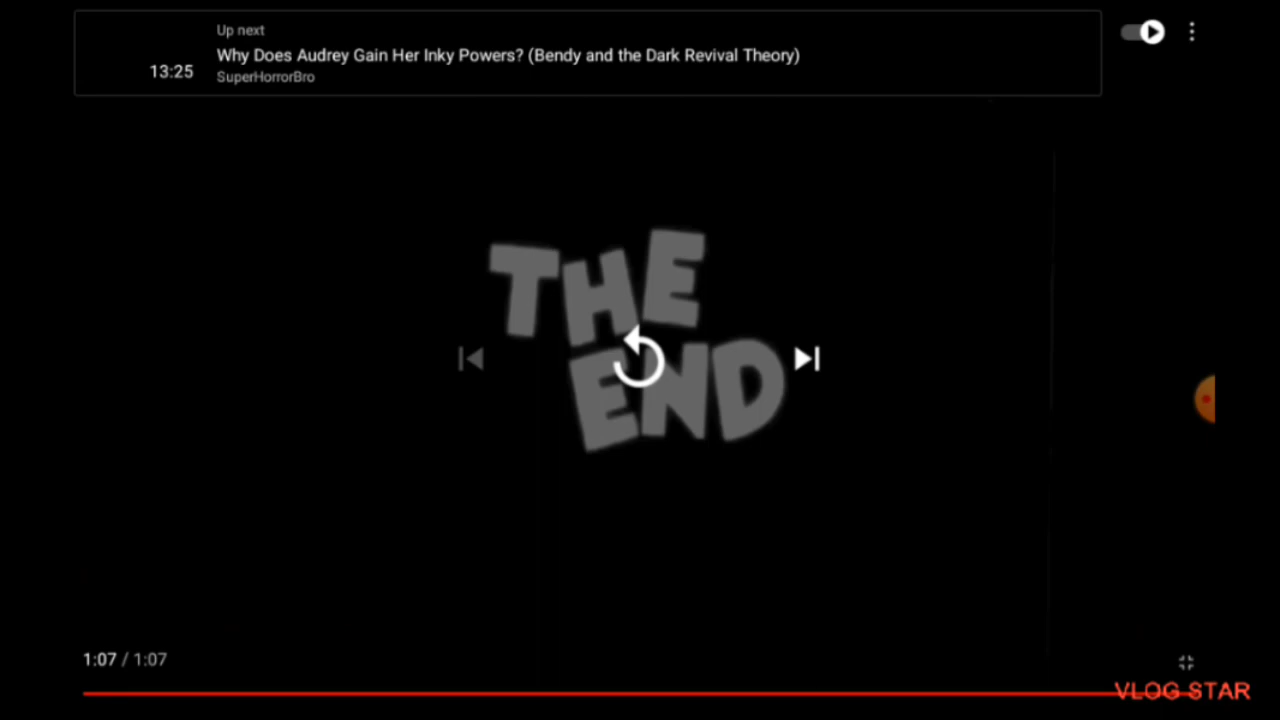 Up next
Why Does Audrey Gain Her Inky Powers? (Bendy and the Dark Revival Theory)
13:25
SuperHorrorBro
THE
END
1:07 / 1:07
VLOG STAR